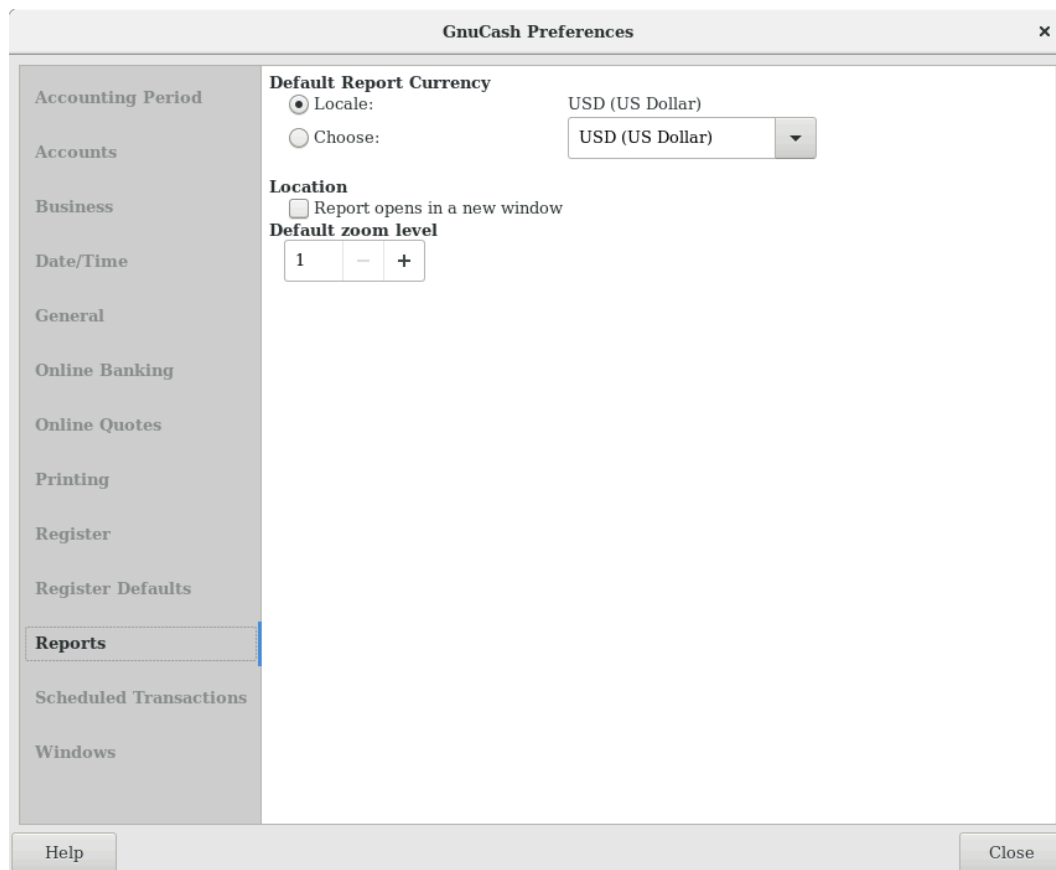 GnuCash Preferences
Accounting Period
Accounts
Business
Date/Time
General
Online Banking
Online Quotes
Printing
Register
Register Defaults
Reports
Scheduled Transactions
Windows
Default Report Currency
Locale: USD (US Dollar)
Choose: USD (US Dollar)
Location
Report opens in a new window
Default zoom level
1 − +
Help Close